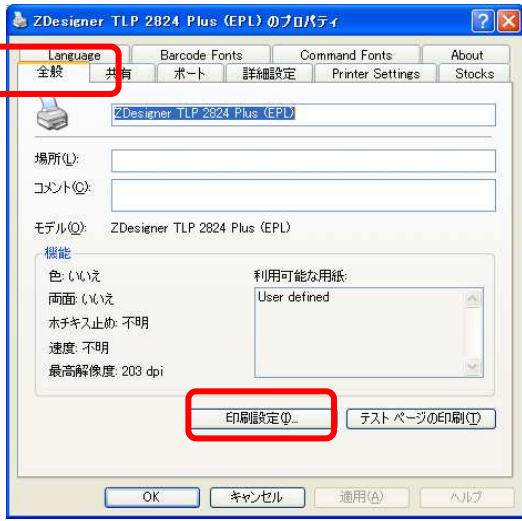 ZDesigner TLP 2824 Plus (EPL) のプロパティ
Language Barcode Fonts Command Fonts About
全般 共有 ポート 詳細設定 Printer Settings Stocks
ZDesigner TLP 2824 Plus (EPL)
場所(L):
コメント(C):
モデル(O): ZDesigner TLP 2824 Plus (EPL)
機能
色: いいえ 利用可能な用紙:
両面: いいえ User defined
ホチキス止め: 不明
速度: 不明
最高解像度: 203 dpi
印刷設定(I)... テスト ページの印刷(T)
OK キャンセル 適用(A) ヘルプ